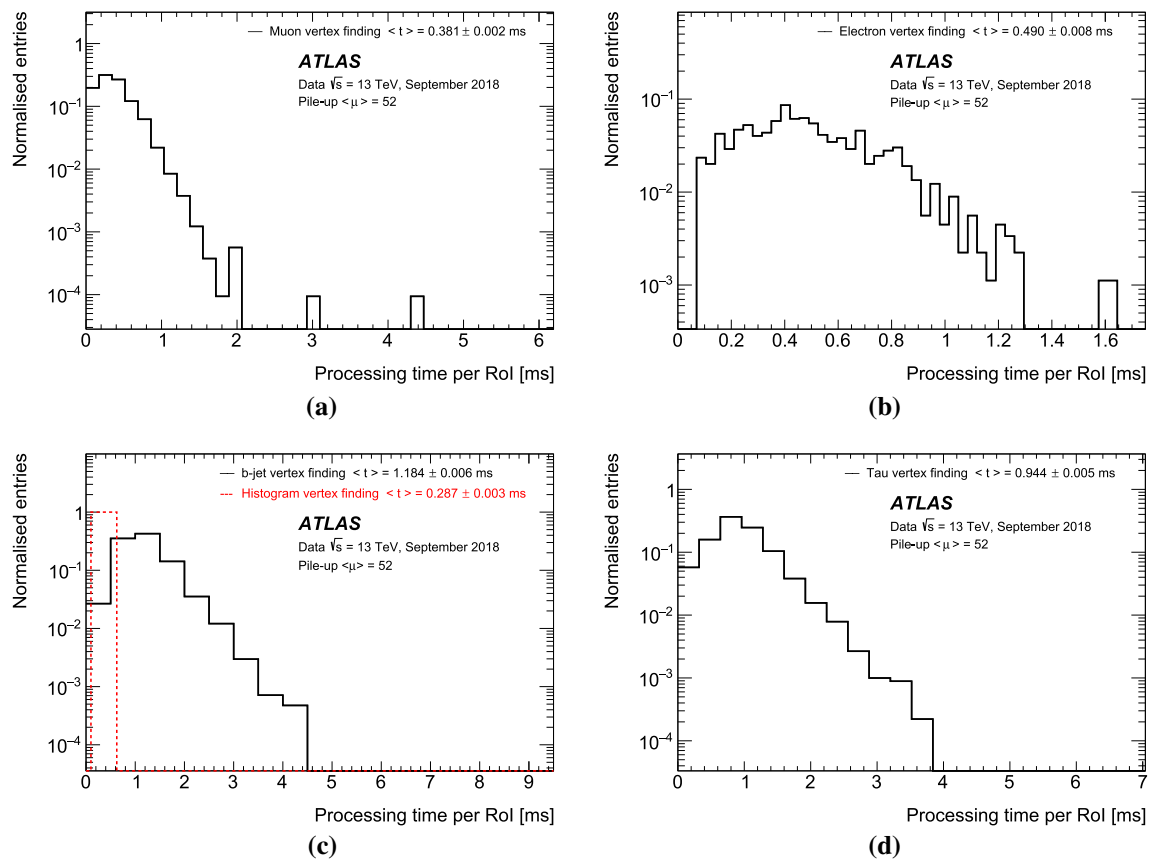 Normalised entries
1
10⁻¹
10⁻²
10⁻³
10⁻⁴
Muon vertex finding < t > = 0.381 ± 0.002 ms
ATLAS
Data √s = 13 TeV, September 2018
Pile-up < μ > = 52
0 1 2 3 4 5 6
Processing time per RoI [ms]
(a)
Normalised entries
1
10⁻¹
10⁻²
10⁻³
Electron vertex finding < t > = 0.490 ± 0.008 ms
ATLAS
Data √s = 13 TeV, September 2018
Pile-up < μ > = 52
0 0.2 0.4 0.6 0.8 1 1.2 1.4 1.6
Processing time per RoI [ms]
(b)
Normalised entries
1
10⁻¹
10⁻²
10⁻³
10⁻⁴
b-jet vertex finding < t > = 1.184 ± 0.006 ms
Histogram vertex finding < t > = 0.287 ± 0.003 ms
ATLAS
Data √s = 13 TeV, September 2018
Pile-up <μ> = 52
0 1 2 3 4 5 6 7 8 9
Processing time per RoI [ms]
(c)
Normalised entries
1
10⁻¹
10⁻²
10⁻³
10⁻⁴
Tau vertex finding < t > = 0.944 ± 0.005 ms
ATLAS
Data √s = 13 TeV, September 2018
Pile-up <μ> = 52
0 1 2 3 4 5 6 7
Processing time per RoI [ms]
(d)